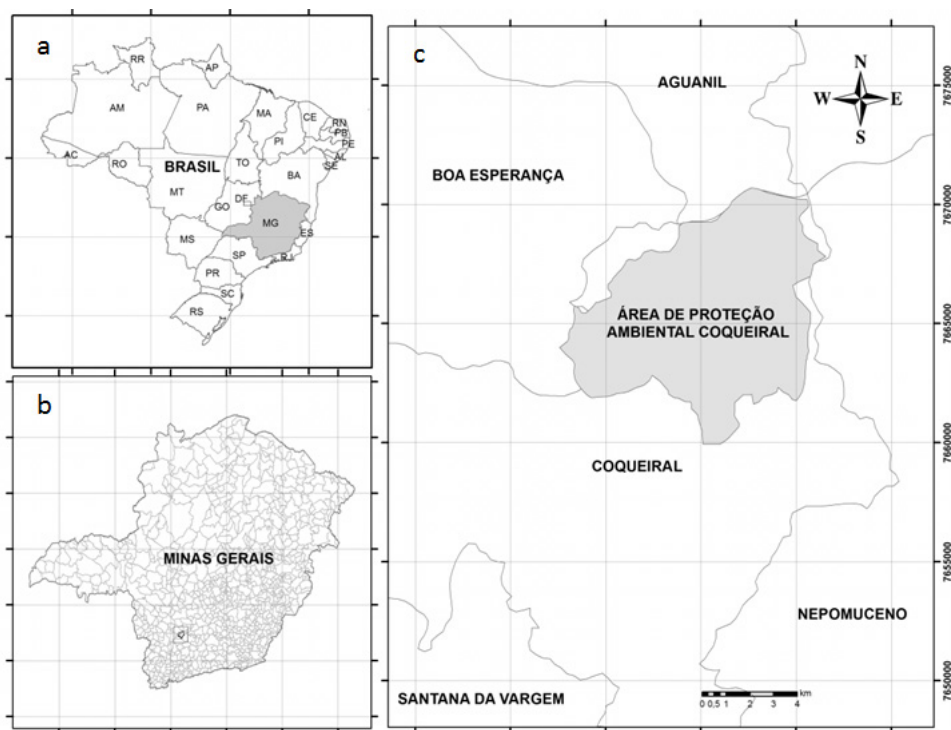 a
RR
AP
AM
PA
MA
CE
RN
PB
PE
AL
SE
PI
AC
RO
BRASIL
TO
BA
MT
DF
GO
MG
ES
MS
SP
RJ
PR
SC
RS
b
MINAS GERAIS
c
AGUANIL
N
W E
S
BOA ESPERANÇA
ÁREA DE PROTEÇÃO
AMBIENTAL COQUEIRAL
COQUEIRAL
NEPOMUCENO
SANTANA DA VARGEM
km
0 0,5 1 2 3 4
7675000
7670000
7665000
7660000
7655000
7650000